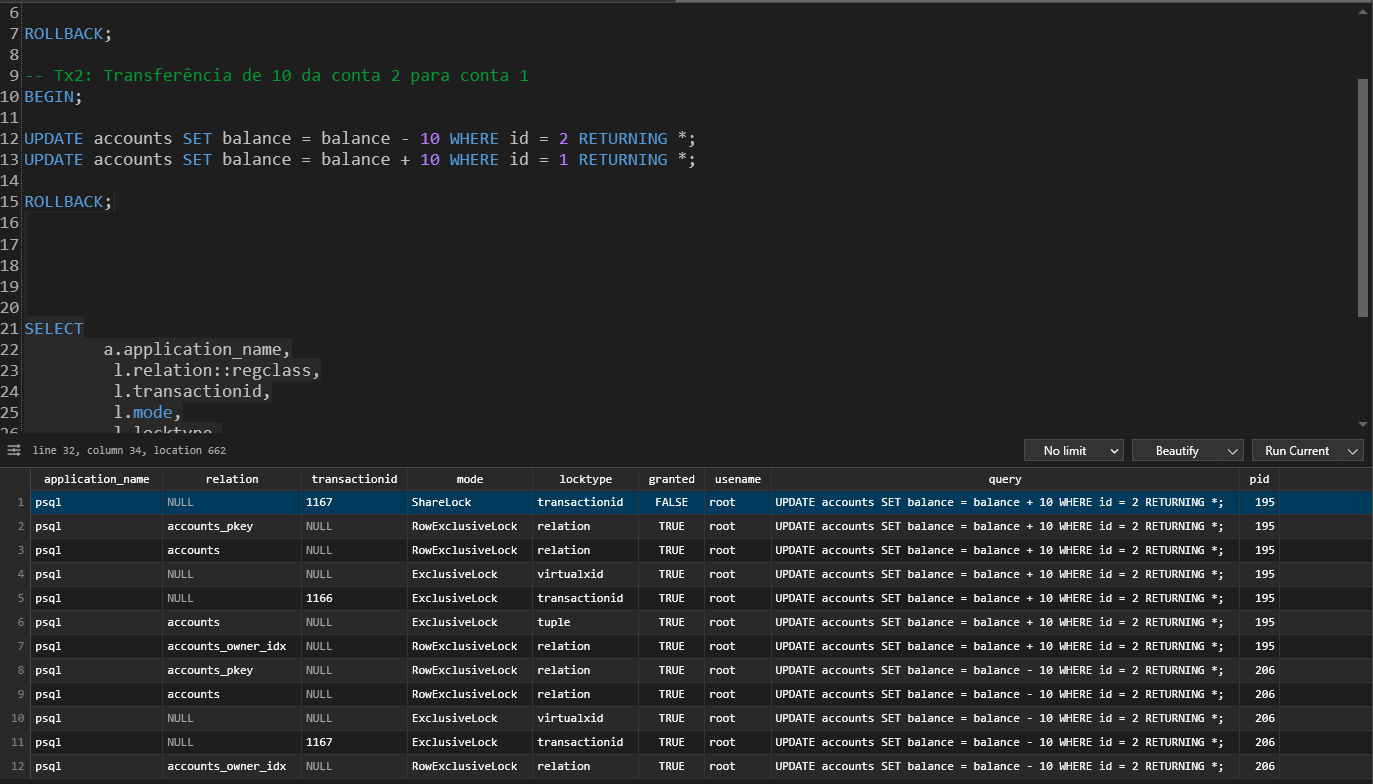 6
7 ROLLBACK;
8
9 -- Tx2: Transferência de 10 da conta 2 para conta 1
10 BEGIN;
11
12 UPDATE accounts SET balance = balance - 10 WHERE id = 2 RETURNING *;
13 UPDATE accounts SET balance = balance + 10 WHERE id = 1 RETURNING *;
14
15 ROLLBACK;
16
17
18
19
20
21 SELECT
22 a.application_name,
23 l.relation::regclass,
24 l.transactionid,
25 l.mode,
26 l.locktype,
line 32, column 34, location 662
No limit Beautify Run Current
application_name relation transactionid mode locktype granted usename query pid
1 psql NULL 1167 ShareLock transactionid FALSE root UPDATE accounts SET balance = balance + 10 WHERE id = 2 RETURNING *; 195
2 psql accounts_pkey NULL RowExclusiveLock relation TRUE root UPDATE accounts SET balance = balance + 10 WHERE id = 2 RETURNING *; 195
3 psql accounts NULL RowExclusiveLock relation TRUE root UPDATE accounts SET balance = balance + 10 WHERE id = 2 RETURNING *; 195
4 psql NULL NULL ExclusiveLock virtualxid TRUE root UPDATE accounts SET balance = balance + 10 WHERE id = 2 RETURNING *; 195
5 psql NULL 1166 ExclusiveLock transactionid TRUE root UPDATE accounts SET balance = balance + 10 WHERE id = 2 RETURNING *; 195
6 psql accounts NULL ExclusiveLock tuple TRUE root UPDATE accounts SET balance = balance + 10 WHERE id = 2 RETURNING *; 195
7 psql accounts_owner_idx NULL RowExclusiveLock relation TRUE root UPDATE accounts SET balance = balance + 10 WHERE id = 2 RETURNING *; 195
8 psql accounts_pkey NULL RowExclusiveLock relation TRUE root UPDATE accounts SET balance = balance - 10 WHERE id = 2 RETURNING *; 206
9 psql accounts NULL RowExclusiveLock relation TRUE root UPDATE accounts SET balance = balance - 10 WHERE id = 2 RETURNING *; 206
10 psql NULL NULL ExclusiveLock virtualxid TRUE root UPDATE accounts SET balance = balance - 10 WHERE id = 2 RETURNING *; 206
11 psql NULL 1167 ExclusiveLock transactionid TRUE root UPDATE accounts SET balance = balance - 10 WHERE id = 2 RETURNING *; 206
12 psql accounts_owner_idx NULL RowExclusiveLock relation TRUE root UPDATE accounts SET balance = balance - 10 WHERE id = 2 RETURNING *; 206